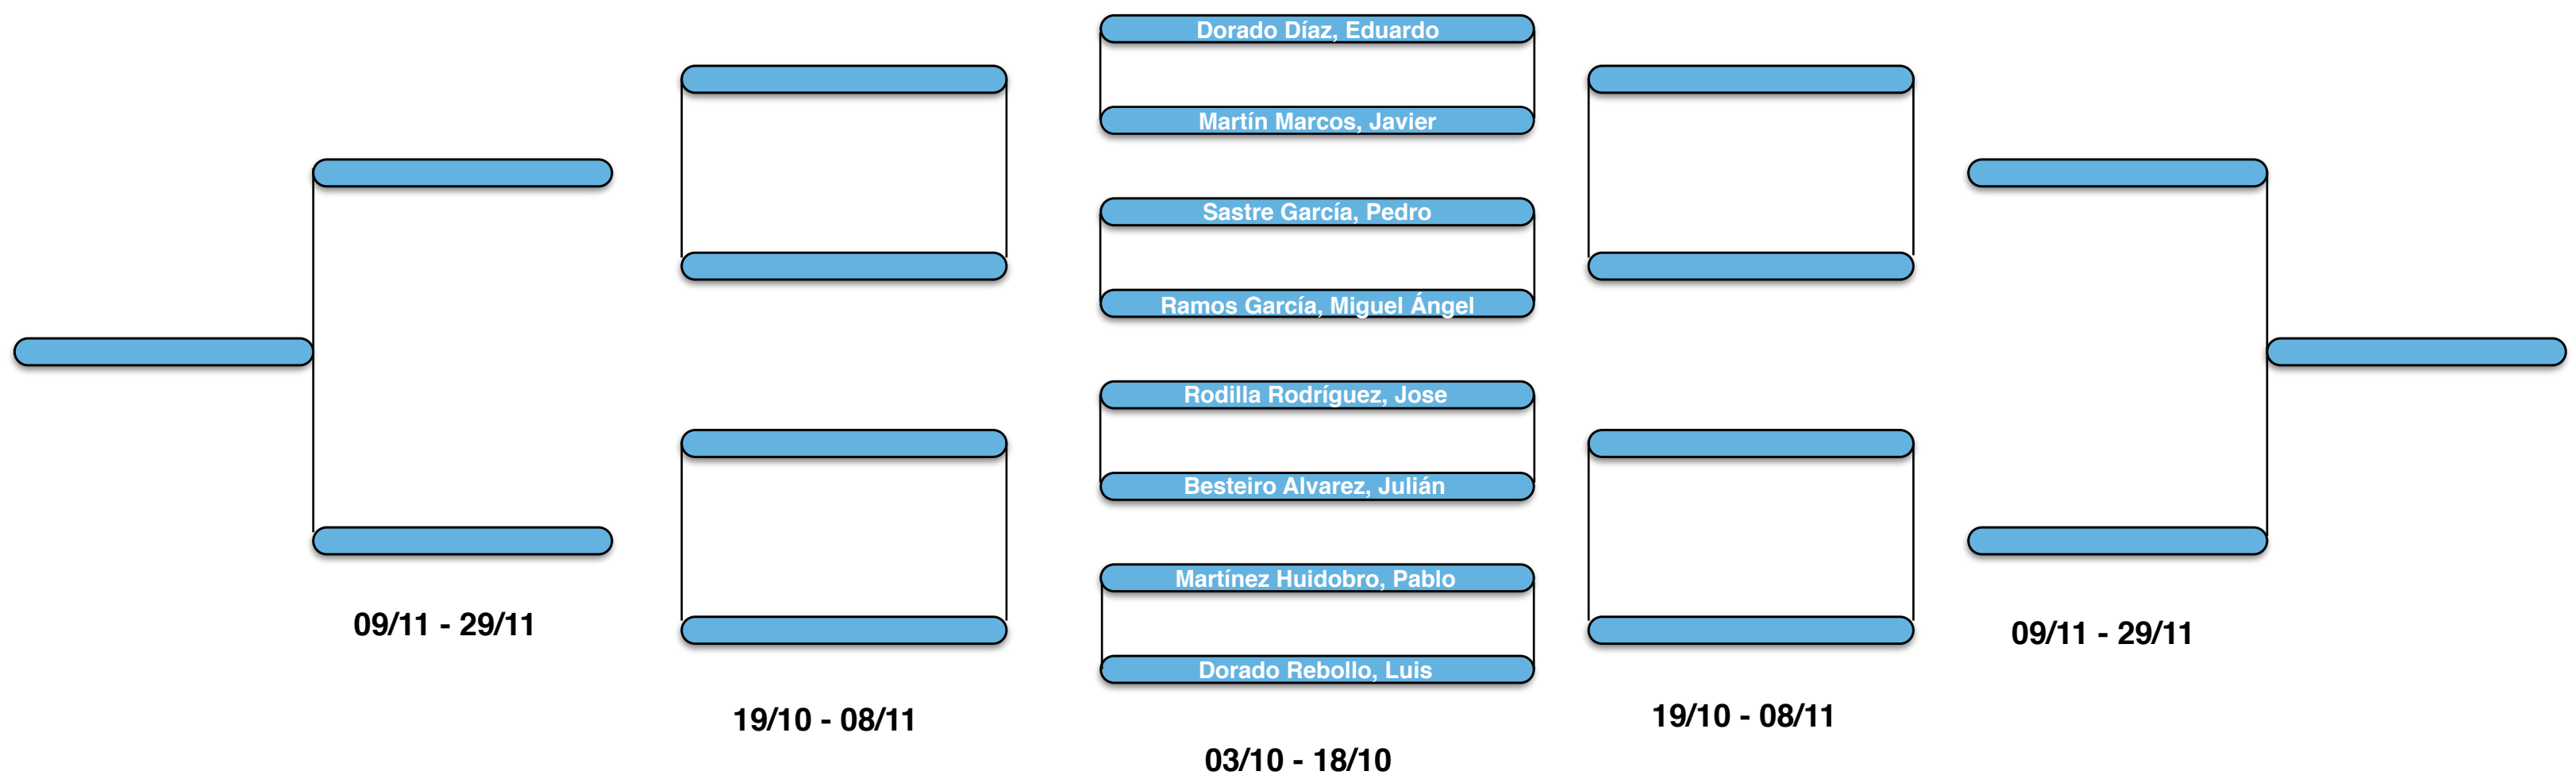 Dorado Díaz, Eduardo
Martín Marcos, Javier
Sastre García, Pedro
Ramos García, Miguel Ángel
Rodilla Rodríguez, Jose
Besteiro Alvarez, Julián
Martínez Huidobro, Pablo
Dorado Rebollo, Luis
09/11 - 29/11
19/10 - 08/11
03/10 - 18/10
19/10 - 08/11
09/11 - 29/11